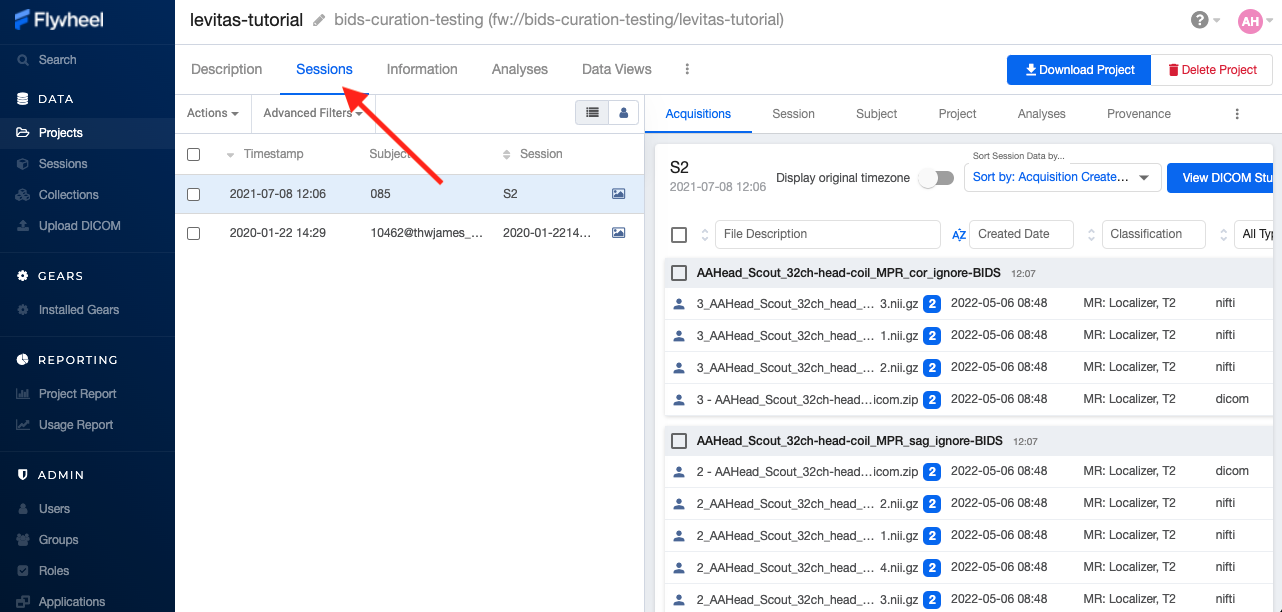 Flywheel
levitas-tutorial bids-curation-testing (fw://bids-curation-testing/levitas-tutorial)
AH
Search
DATA
Projects
Sessions
Collections
Upload DICOM
GEARS
Installed Gears
REPORTING
Project Report
Usage Report
ADMIN
Users
Groups
Roles
Applications
Description Sessions Information Analyses Data Views
Download Project Delete Project
Actions Advanced Filters
Timestamp Subject Session
2021-07-08 12:06 085 S2
2020-01-22 14:29 10462@thwjames_... 2020-01-2214...
Acquisitions Session Subject Project Analyses Provenance
S2
2021-07-08 12:06
Display original timezone
Sort Session Data by...
Sort by: Acquisition Create...
View DICOM Stu
File Description AZ Created Date Classification All Typ
AAHead_Scout_32ch-head-coil_MPR_cor_ignore-BIDS 12:07
3_AAHead_Scout_32ch_head_... 3.nii.gz 2 2022-05-06 08:48 MR: Localizer, T2 nifti
3_AAHead_Scout_32ch_head_... 1.nii.gz 2 2022-05-06 08:48 MR: Localizer, T2 nifti
3_AAHead_Scout_32ch_head_... 2.nii.gz 2 2022-05-06 08:48 MR: Localizer, T2 nifti
3 - AAHead_Scout_32ch-head...icom.zip 2 2022-05-06 08:48 MR: Localizer, T2 dicom
AAHead_Scout_32ch-head-coil_MPR_sag_ignore-BIDS 12:07
2 - AAHead_Scout_32ch-head...icom.zip 2 2022-05-06 08:48 MR: Localizer, T2 dicom
2_AAHead_Scout_32ch_head_... 2.nii.gz 2 2022-05-06 08:48 MR: Localizer, T2 nifti
2_AAHead_Scout_32ch_head_... 1.nii.gz 2 2022-05-06 08:48 MR: Localizer, T2 nifti
2_AAHead_Scout_32ch_head_... 4.nii.gz 2 2022-05-06 08:48 MR: Localizer, T2 nifti
2_AAHead_Scout_32ch_head_... 3.nii.gz 2 2022-05-06 08:48 MR: Localizer, T2 nifti